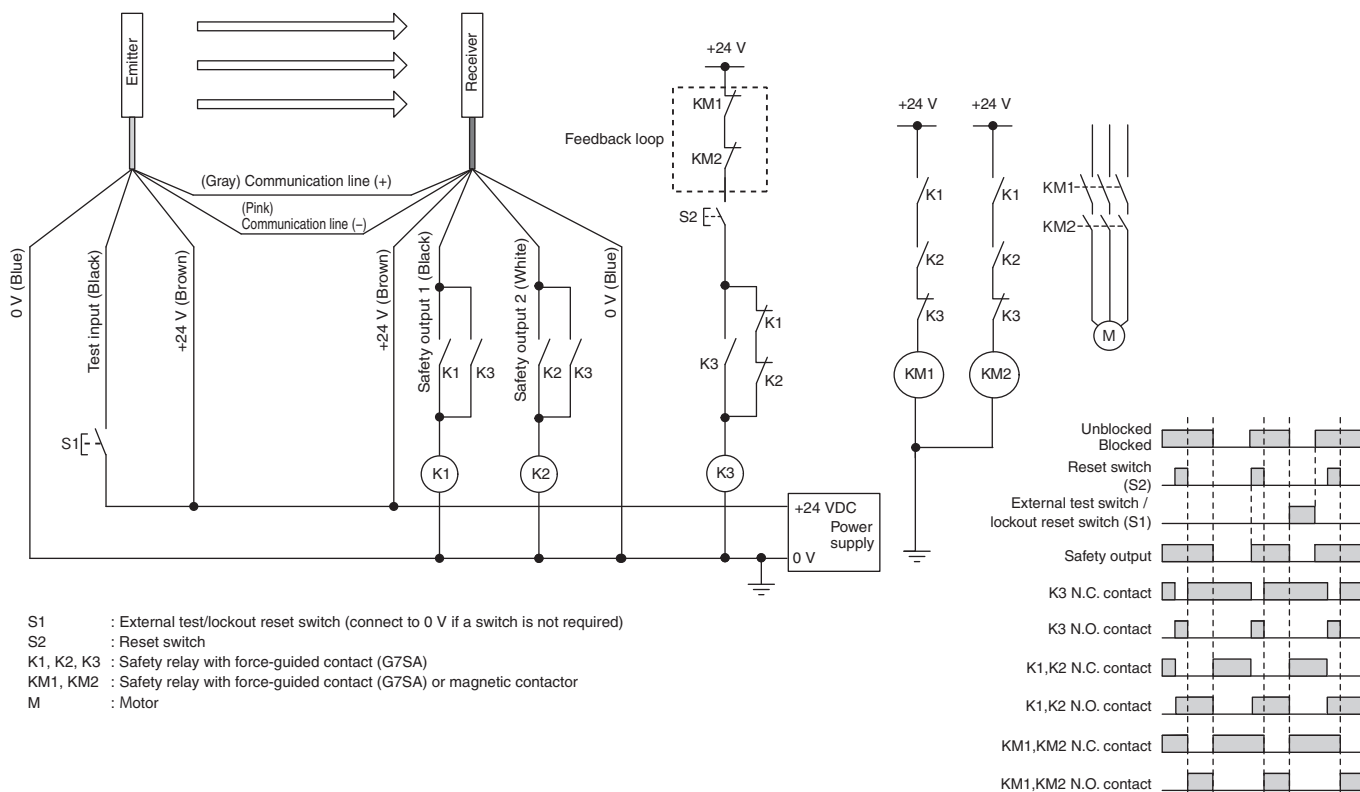 Emitter
Receiver
+24 V
KM1
Feedback loop
KM2
S2
+24 V
+24 V
K1
K1
K2
K2
K3
K3
KM1
KM2
KM1
KM2
M
(Gray) Communication line (+)
(Pink)
Communication line (–)
0 V (Blue)
Test input (Black)
+24 V (Brown)
+24 V (Brown)
Safety output 1 (Black)
Safety output 2 (White)
0 V (Blue)
K1
K3
K2
K3
K3
K1
K2
S1
K1
K2
K3
+24 VDC
Power
supply
0 V
Unblocked
Blocked
Reset switch
(S2)
External test switch /
lockout reset switch (S1)
Safety output
K3 N.C. contact
K3 N.O. contact
K1,K2 N.C. contact
K1,K2 N.O. contact
KM1,KM2 N.C. contact
KM1,KM2 N.O. contact
S1 : External test/lockout reset switch (connect to 0 V if a switch is not required)
S2 : Reset switch
K1, K2, K3 : Safety relay with force-guided contact (G7SA)
KM1, KM2 : Safety relay with force-guided contact (G7SA) or magnetic contactor
M : Motor